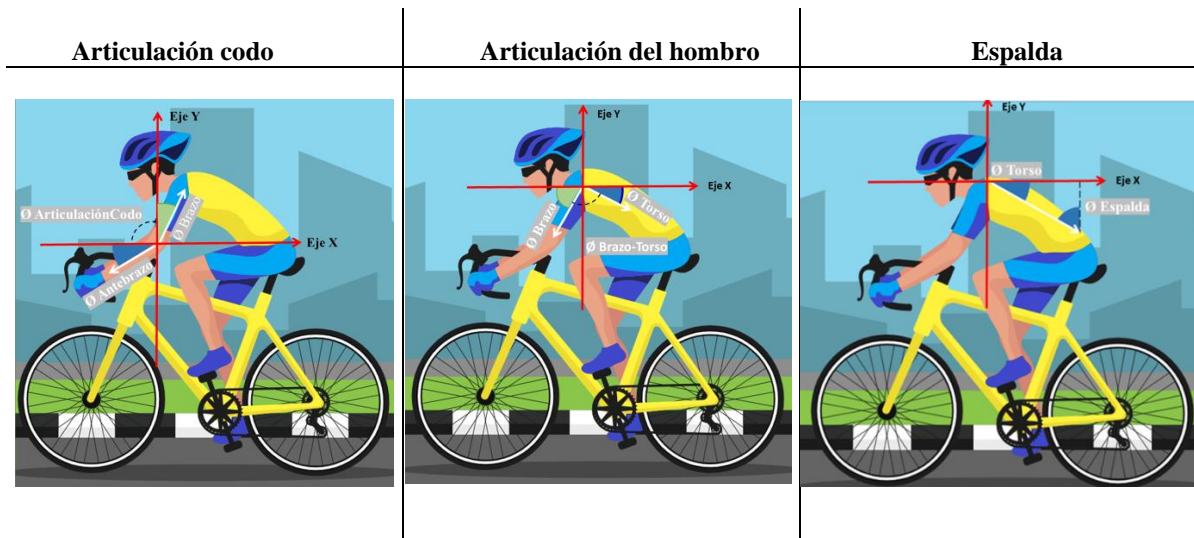 Articulación codo
Articulación del hombro
Espalda
Eje Y
Ø ArticulaciónCodo
Ø Brazo
Eje X
Ø Antebrazo
Eje Y
Eje X
Ø Brazo
Ø Torso
Ø Brazo-Torso
Eje Y
Ø Torso
Eje X
Ø Espalda